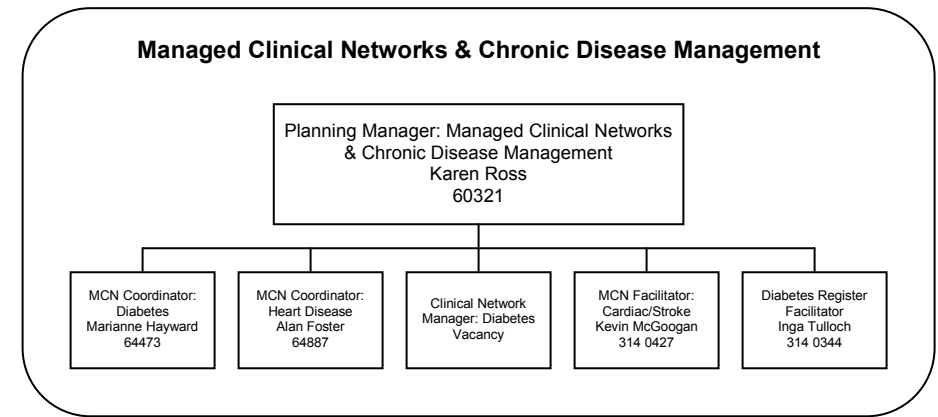 Managed Clinical Networks & Chronic Disease Management
Planning Manager: Managed Clinical Networks
& Chronic Disease Management
Karen Ross
60321
MCN Coordinator:
Diabetes
Marianne Hayward
64473
MCN Coordinator:
Heart Disease
Alan Foster
64887
Clinical Network
Manager: Diabetes
Vacancy
MCN Facilitator:
Cardiac/Stroke
Kevin McGoogan
314 0427
Diabetes Register
Facilitator
Inga Tulloch
314 0344